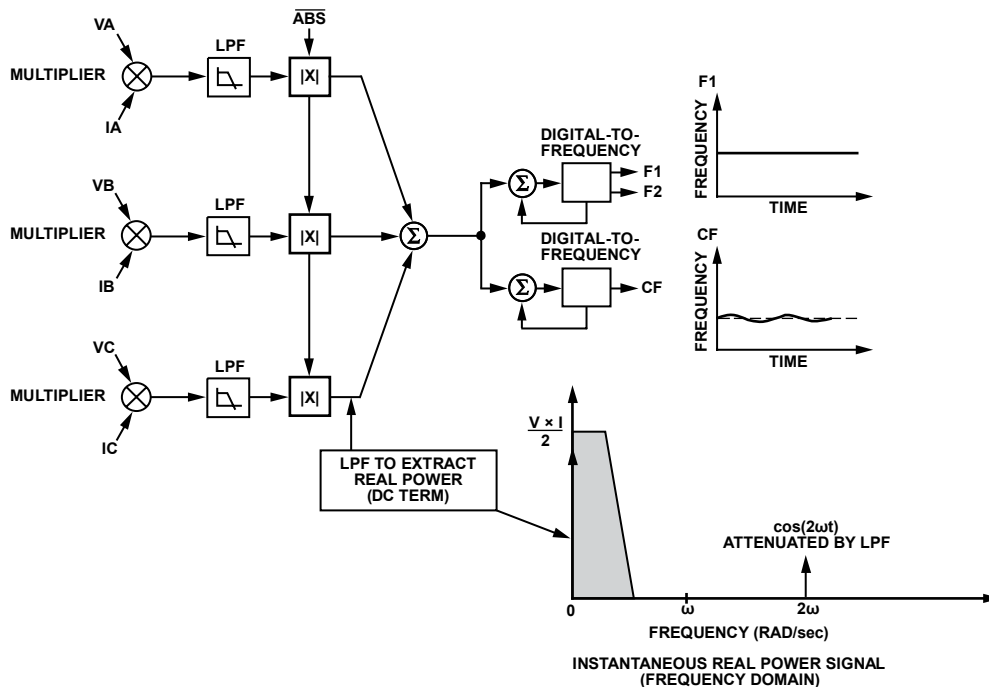 VA
ABS
LPF
MULTIPLIER
|X|
IA
VB
LPF
MULTIPLIER
|X|
IB
VC
LPF
MULTIPLIER
|X|
IC
Σ
DIGITAL-TO-
FREQUENCY
Σ
F1
F2
DIGITAL-TO-
FREQUENCY
Σ
CF
F1
FREQUENCY
TIME
CF
FREQUENCY
TIME
LPF TO EXTRACT
REAL POWER
(DC TERM)
V × I
2
cos(2ωt)
ATTENUATED BY LPF
0
ω
2ω
FREQUENCY (RAD/sec)
INSTANTANEOUS REAL POWER SIGNAL
(FREQUENCY DOMAIN)